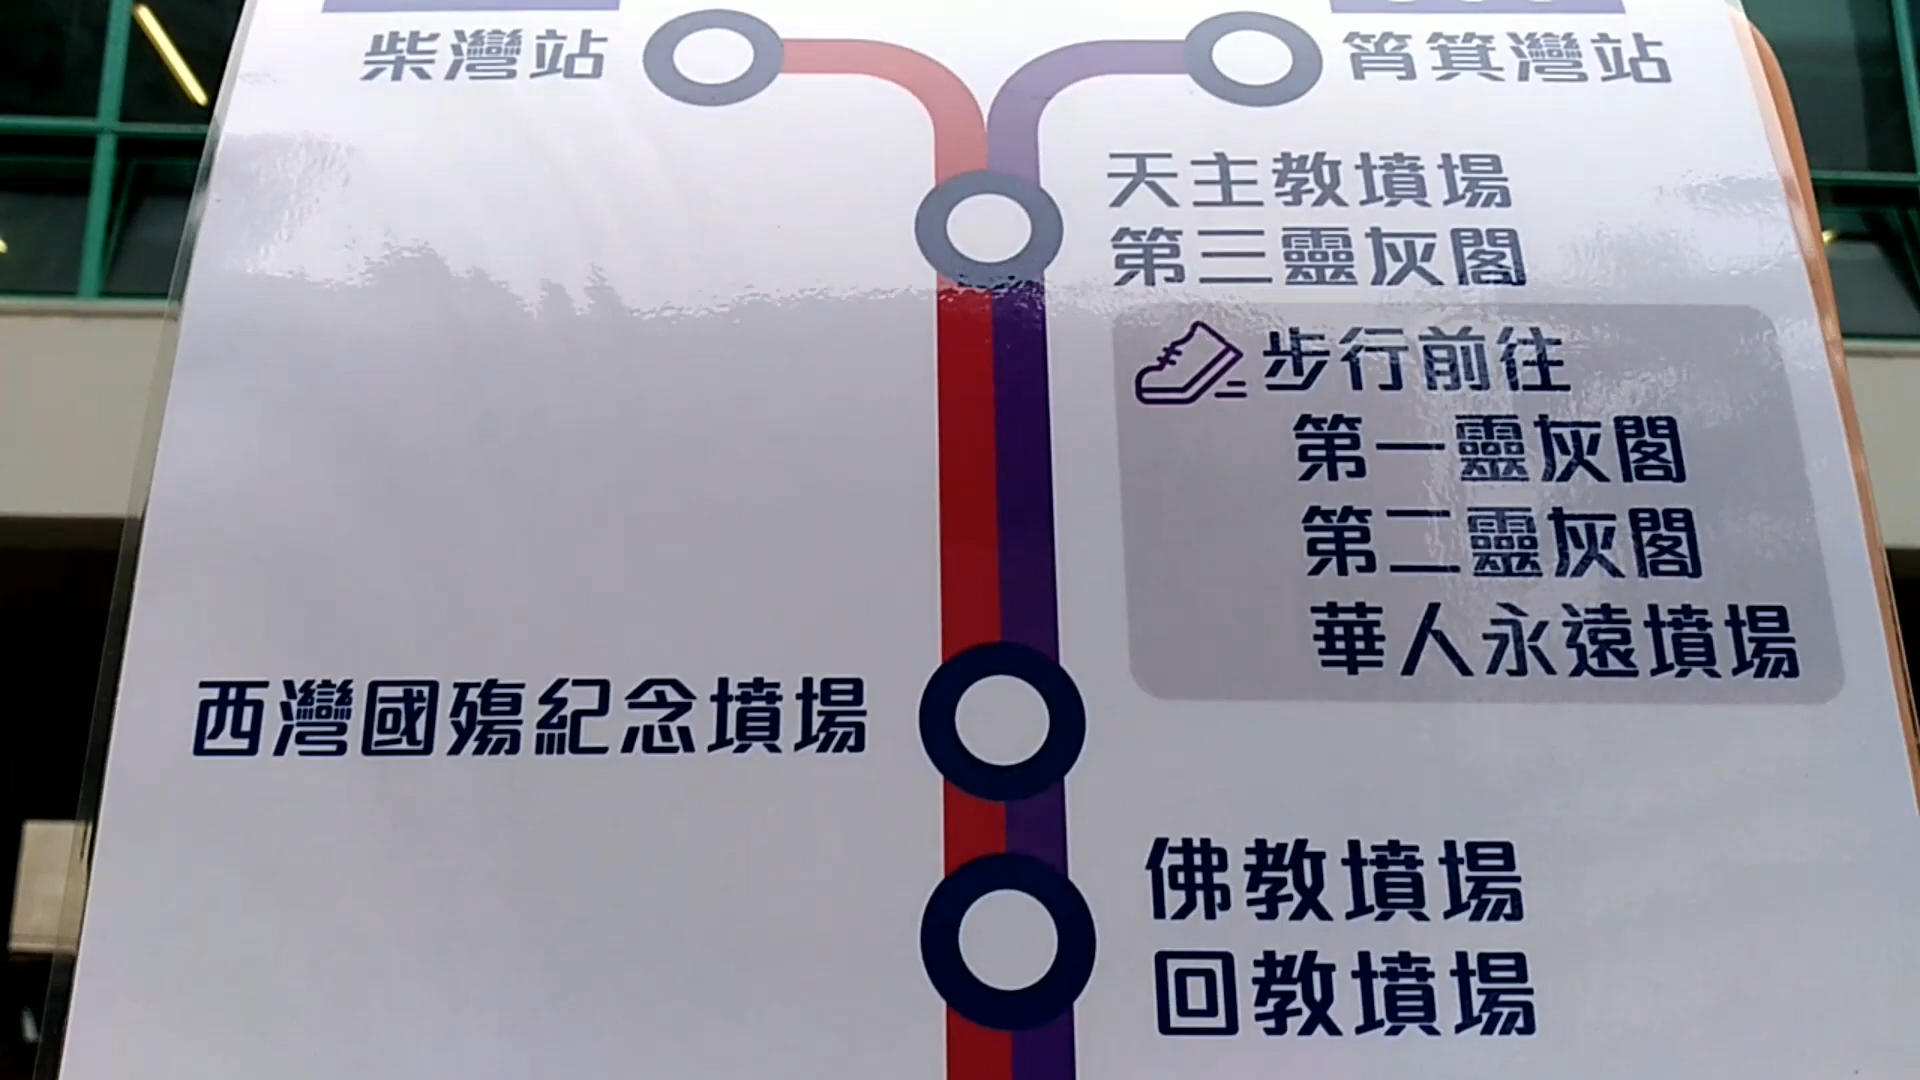 柴灣站
筲箕灣站
天主教墳場
第三靈灰閣
步行前往
第一靈灰閣
第二靈灰閣
華人永遠墳場
西灣國殤紀念墳場
佛教墳場
回教墳場